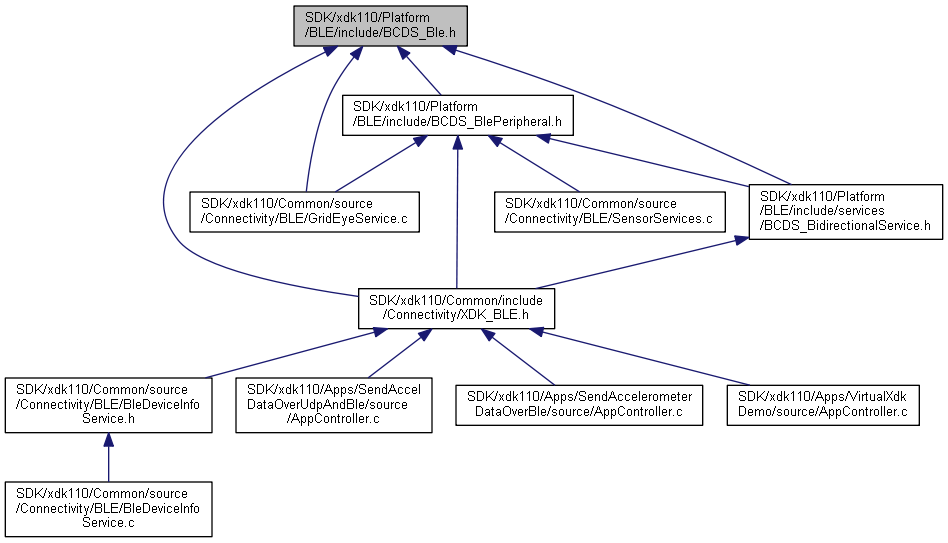 SDK/xdk110/Platform
/BLE/include/BCDS_Ble.h
SDK/xdk110/Platform
/BLE/include/BCDS_BlePeripheral.h
SDK/xdk110/Common/source
/Connectivity/BLE/GridEyeService.c
SDK/xdk110/Common/source
/Connectivity/BLE/SensorServices.c
SDK/xdk110/Platform
/BLE/include/services
/BCDS_BidirectionalService.h
SDK/xdk110/Common/include
/Connectivity/XDK_BLE.h
SDK/xdk110/Common/source
/Connectivity/BLE/BleDeviceInfo
Service.h
SDK/xdk110/Apps/SendAccel
DataOverUdpAndBle/source
/AppController.c
SDK/xdk110/Apps/SendAccelerometer
DataOverBle/source/AppController.c
SDK/xdk110/Apps/VirtualXdk
Demo/source/AppController.c
SDK/xdk110/Common/source
/Connectivity/BLE/BleDeviceInfo
Service.c